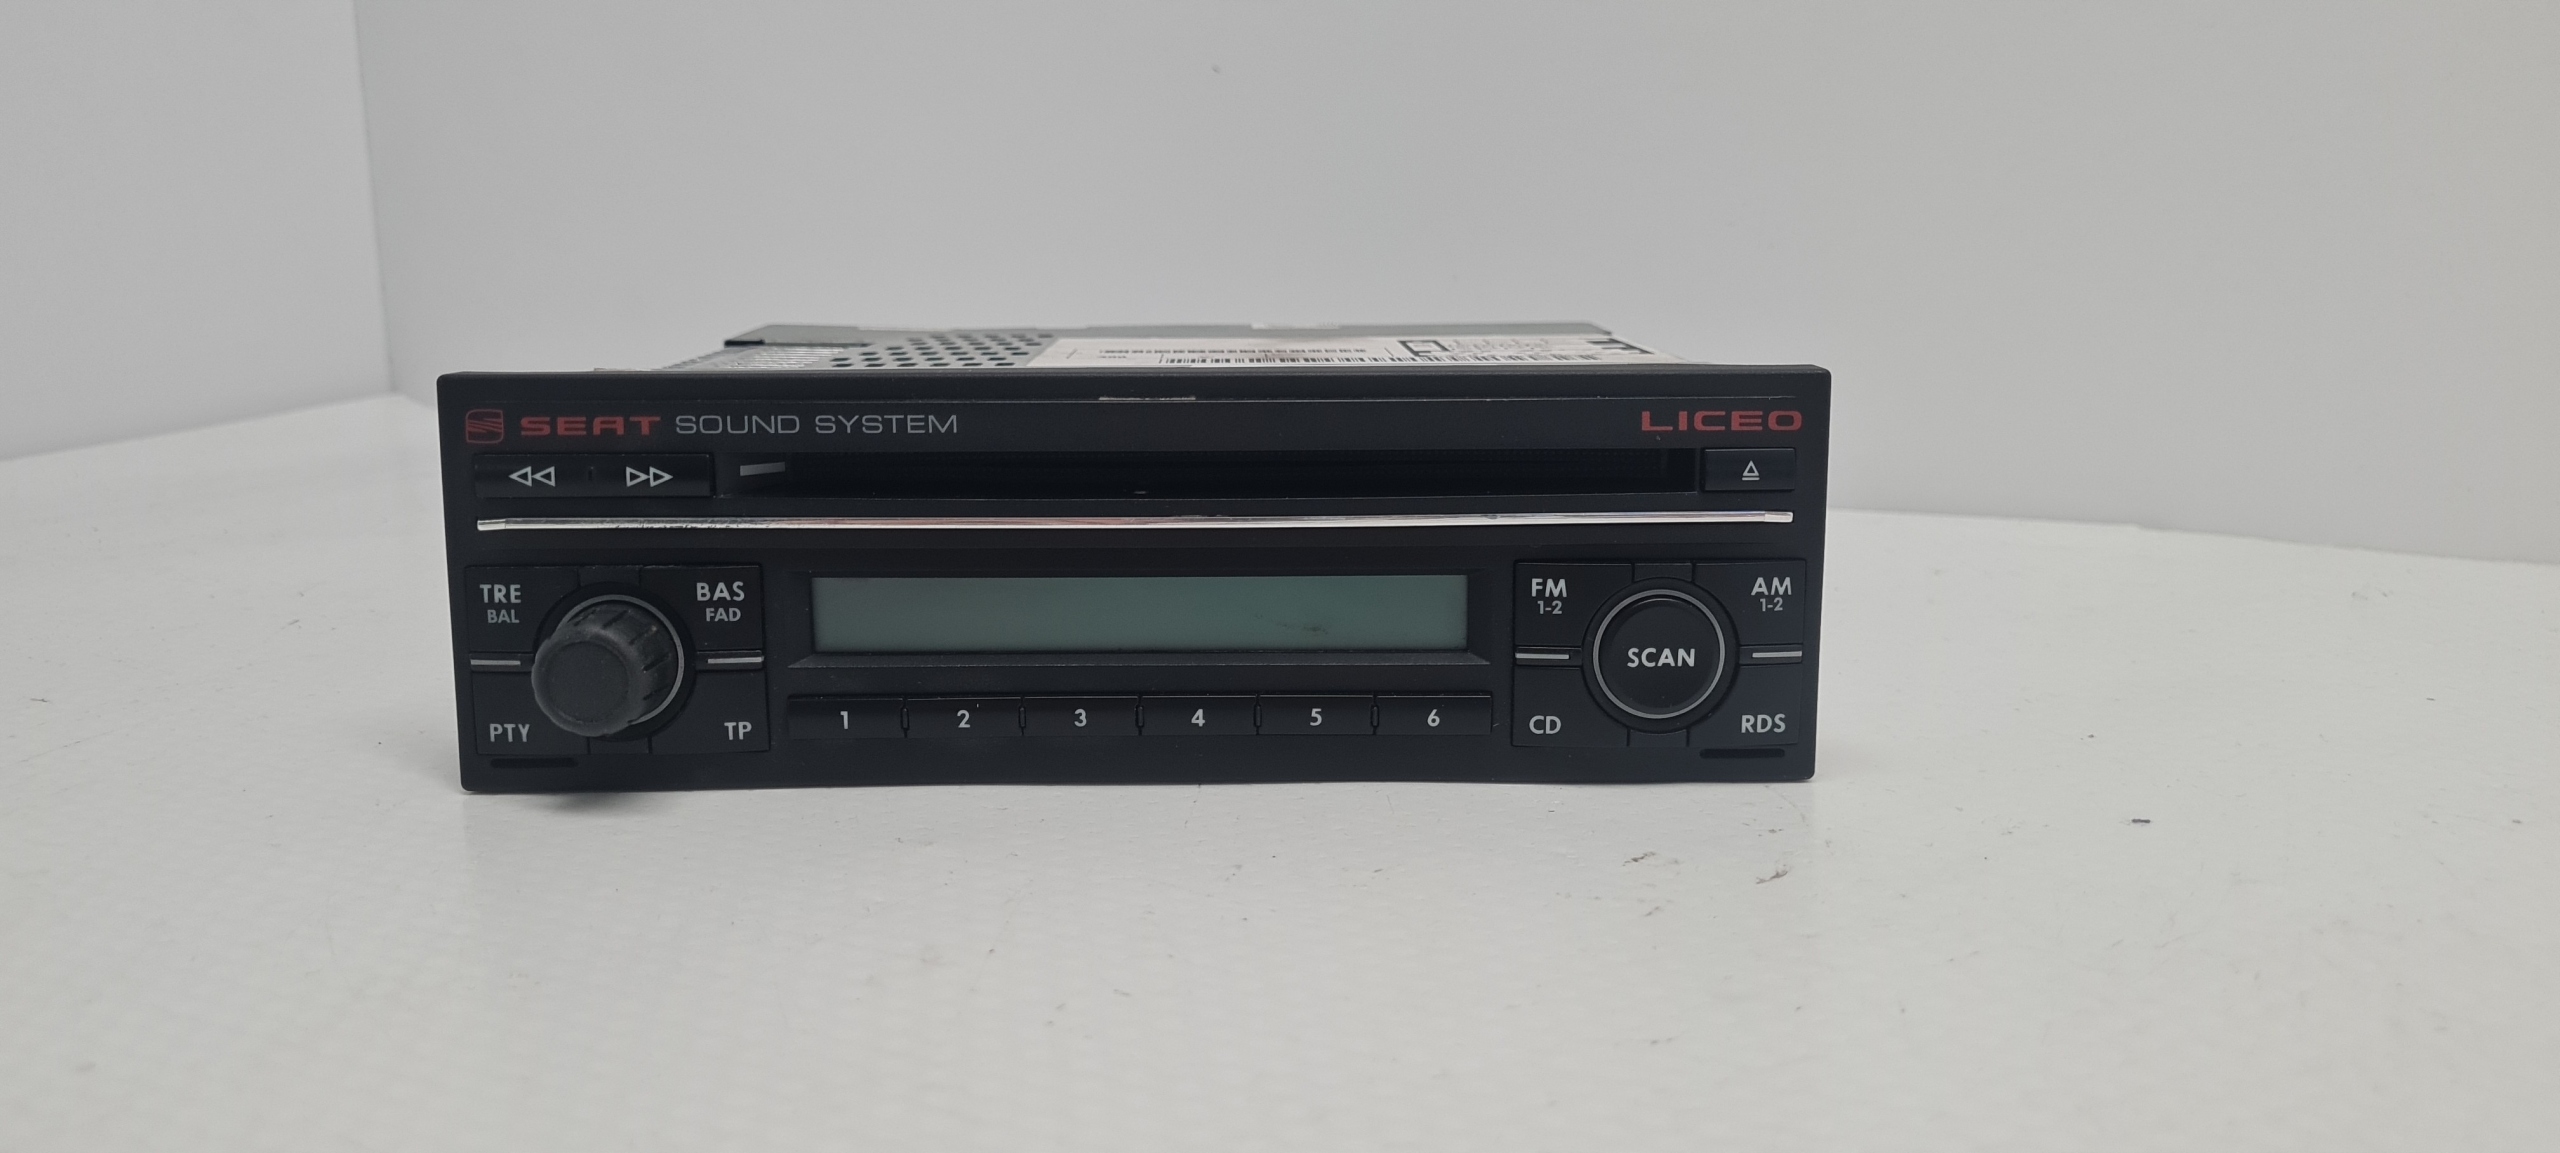 SEAT SOUND SYSTEM
LICEO
TRE
BAL
BAS
FAD
PTY
TP
1 2 3 4 5 6
FM
1-2
AM
1-2
SCAN
CD
RDS